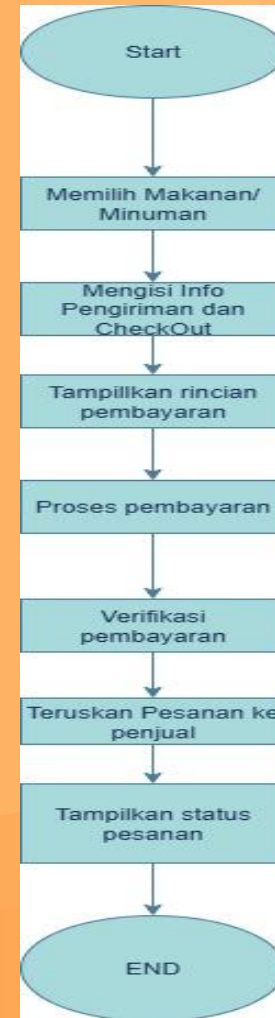 Start
Memilih Makanan/
Minuman
Mengisi Info
Pengiriman dan
CheckOut
Tampillkan rincian
pembayaran
Proses pembayaran
Verifikasi
pembayaran
Teruskan Pesanan ke
penjual
Tampilkan status
pesanan
END